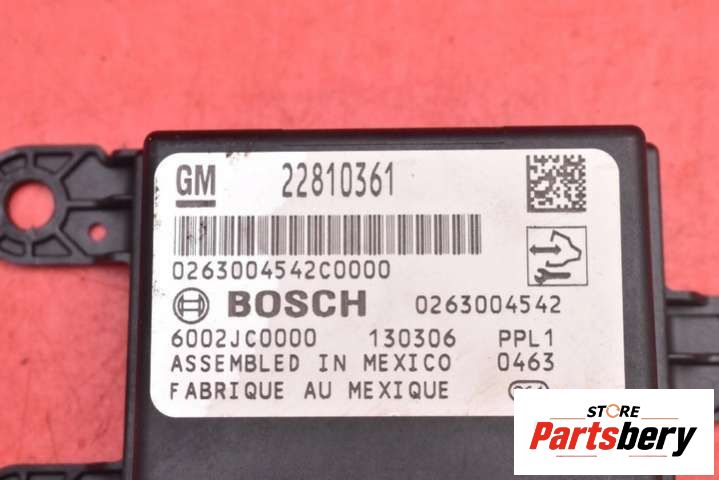 GM 22810361
0263004542C0000
BOSCH 0263004542
6002JC0000 130306 PPL1
ASSEMBLED IN MEXICO 0463
FABRIQUE AU MEXIQUE
STORE
Partsbery